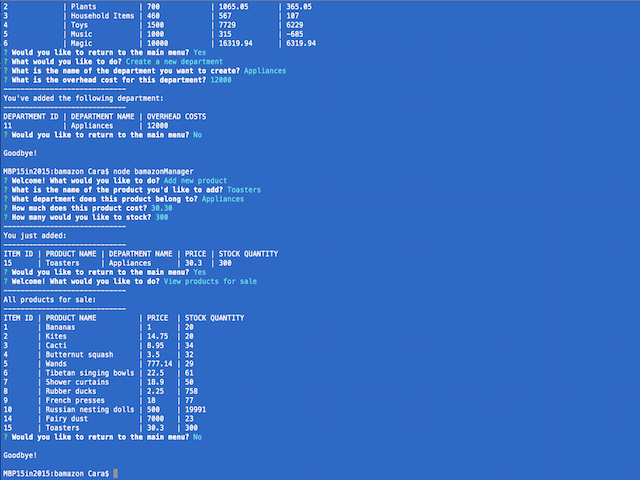 2 | Plants | 700 | 1065.05 | 365.05
3 | Household Items | 460 | 567 | 107
4 | Toys | 1500 | 7729 | 6229
5 | Music | 1000 | 315 | -685
6 | Magic | 10000 | 16319.94 | 6319.94
? Would you like to return to the main menu? Yes
? What would you like to do? Create a new department
? What is the name of the department you want to create? Appliances
? What is the overhead cost for this department? 12000
-----------------------------
You've added the following department:
-----------------------------
DEPARTMENT ID | DEPARTMENT NAME | OVERHEAD COSTS
11 | Appliances | 12000
? Would you like to return to the main menu? No
Goodbye!
MBP15in2015:bamazon Cara$ node bamazonManager
? Welcome! What would you like to do? Add new product
? What is the name of the product you'd like to add? Toasters
? What department does this product belong to? Appliances
? How much does this product cost? 30.30
? How many would you like to stock? 300
-----------------------------
You just added:
-----------------------------
ITEM ID | PRODUCT NAME | DEPARTMENT NAME | PRICE | STOCK QUANTITY
15 | Toasters | Appliances | 30.3 | 300
? Would you like to return to the main menu? Yes
? Welcome! What would you like to do? View products for sale
-----------------------------
All products for sale:
-----------------------------
ITEM ID | PRODUCT NAME | PRICE | STOCK QUANTITY
1 | Bananas | 1 | 20
2 | Kites | 14.75 | 20
3 | Cacti | 8.95 | 34
4 | Butternut squash | 3.5 | 32
5 | Wands | 777.14 | 29
6 | Tibetan singing bowls | 22.5 | 61
7 | Shower curtains | 18.9 | 50
8 | Rubber ducks | 2.25 | 758
9 | French presses | 18 | 77
10 | Russian nesting dolls | 500 | 19991
14 | Fairy dust | 7000 | 23
15 | Toasters | 30.3 | 300
? Would you like to return to the main menu? No
Goodbye!
MBP15in2015:bamazon Cara$